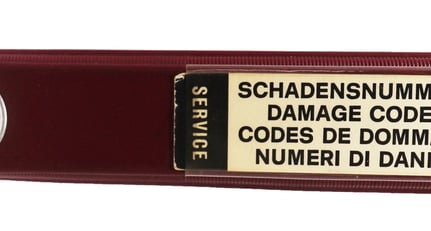 SERVICE
SCHADENSNUMM
DAMAGE CODE
CODES DE DOMMA
NUMERI DI DANI